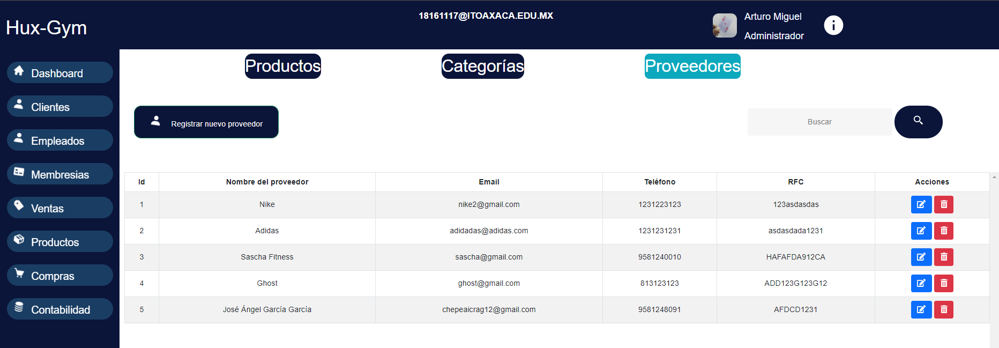 Hux-Gym
18161117@ITOAXACA.EDU.MX
Arturo Miguel
Administrador
Dashboard
Clientes
Empleados
Membresias
Ventas
Productos
Compras
Contabilidad
Productos Categorías Proveedores
Registrar nuevo proveedor
Buscar
Id Nombre del proveedor Email Teléfono RFC Acciones
1 Nike nike2@gmail.com 1231223123 123asdasdas
2 Adidas adidadas@adidas.com 1231231231 asdasdada1231
3 Sascha Fitness sascha@gmail.com 9581240010 HAFAFDA912CA
4 Ghost ghost@gmail.com 813123123 ADD123G123G12
5 José Ángel García García chepeaicrag12@gmail.com 9581248091 AFDCD1231